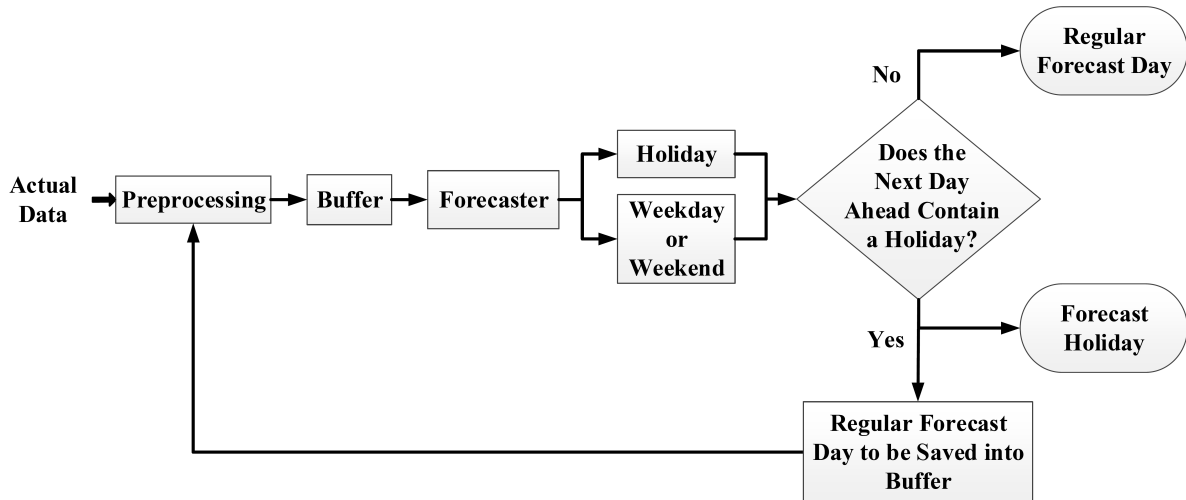 Actual
Data
Preprocessing
Buffer
Forecaster
Holiday
Weekday
or
Weekend
Does the
Next Day
Ahead Contain
a Holiday?
No
Regular
Forecast Day
Yes
Forecast
Holiday
Regular Forecast
Day to be Saved into
Buffer